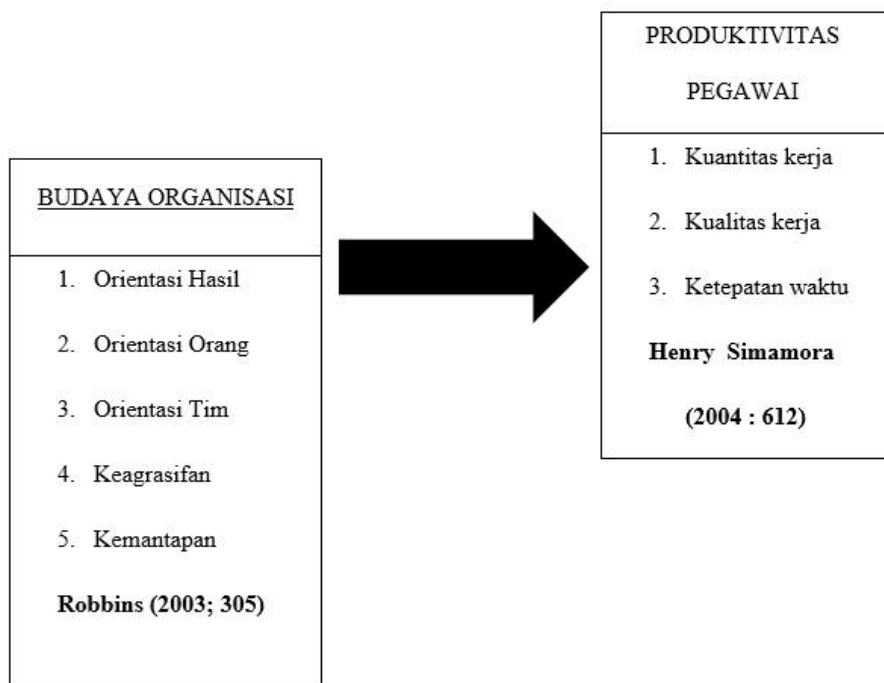 BUDAYA ORGANISASI
1. Orientasi Hasil
2. Orientasi Orang
3. Orientasi Tim
4. Keagrasifan
5. Kemantapan
Robbins (2003; 305)
PRODUKTIVITAS
PEGAWAI
1. Kuantitas kerja
2. Kualitas kerja
3. Ketepatan waktu
Henry Simamora
(2004 : 612)